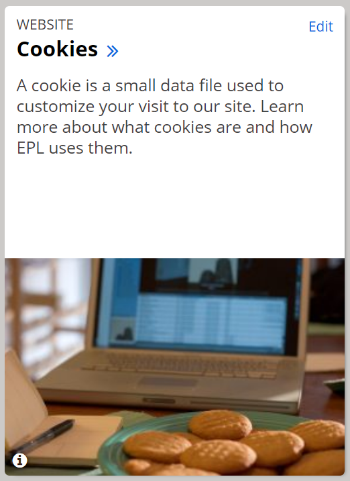 WEBSITE
Edit
Cookies »
A cookie is a small data file used to
customize your visit to our site. Learn
more about what cookies are and how
EPL uses them.